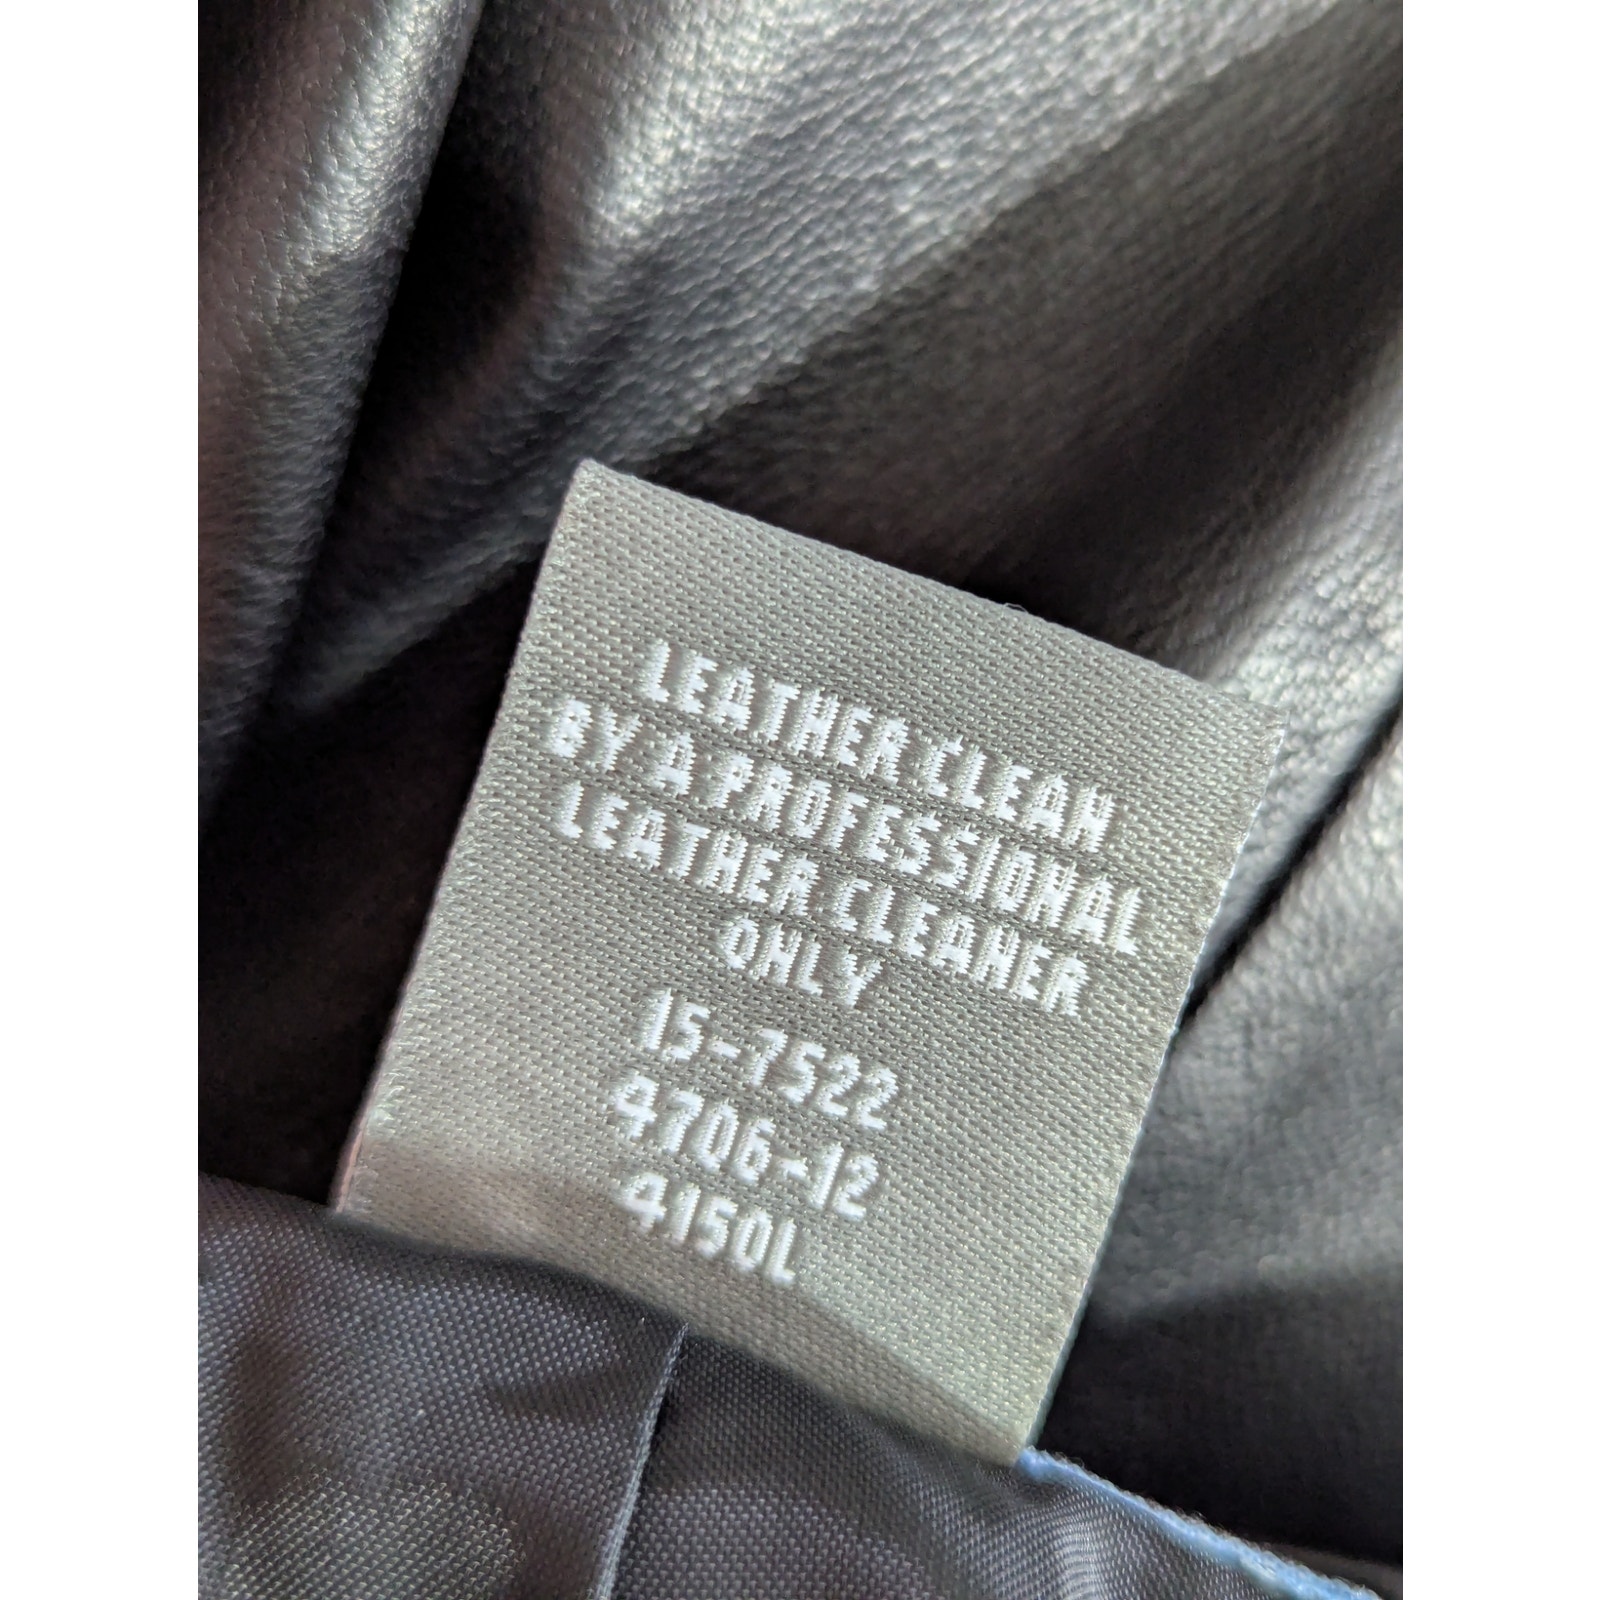 LEATHER CLEAN
BY A PROFESSIONAL
LEATHER CLEANER
ONLY
15-7522
4706-12
4150L